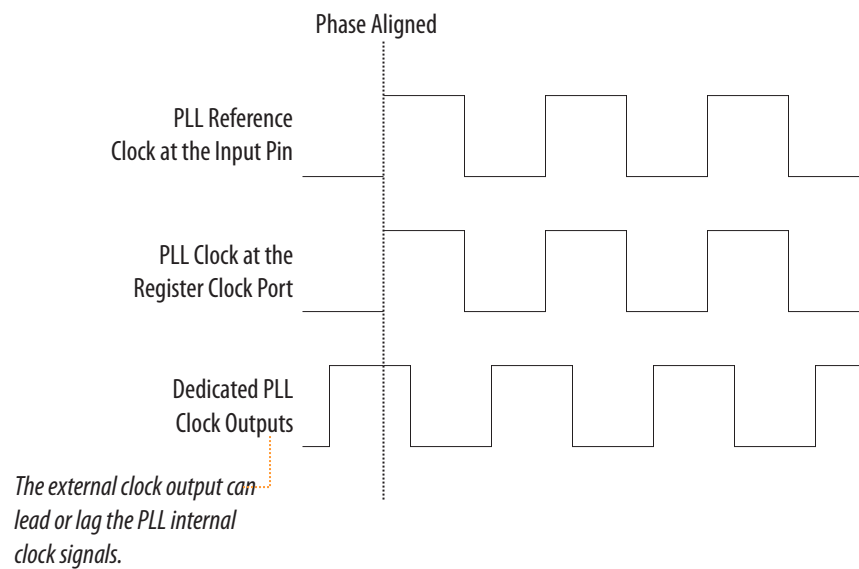 Phase Aligned
PLL Reference
Clock at the Input Pin
PLL Clock at the
Register Clock Port
Dedicated PLL
Clock Outputs
The external clock output can
lead or lag the PLL internal
clock signals.